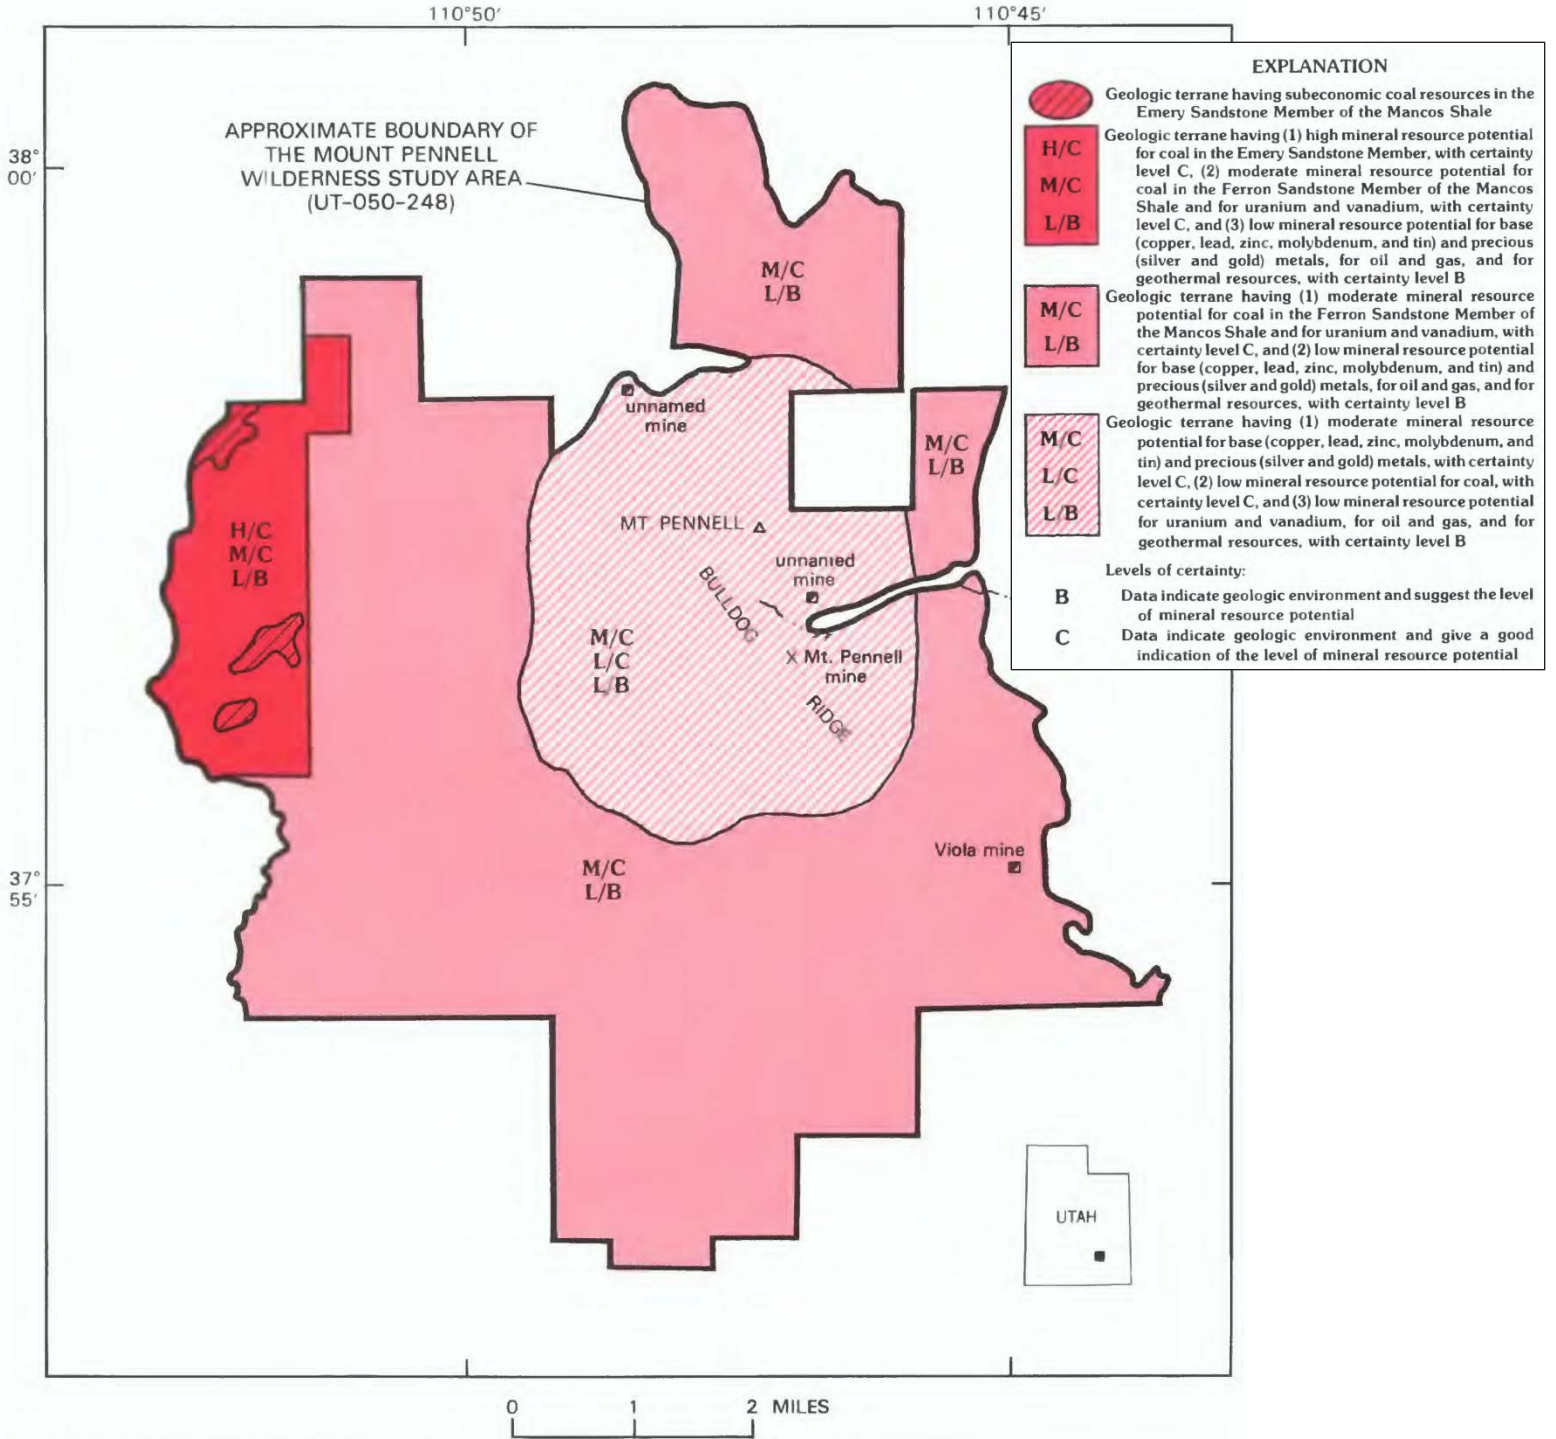 110°50′
110°45′
APPROXIMATE BOUNDARY OF
THE MOUNT PENNELL
WILDERNESS STUDY AREA
(UT-050-248)
38°
00′
M/C
L/B
unnamed
mine
M/C
L/B
MT PENNELL
unnamed
mine
BULLDOG
RIDGE
H/C
M/C
L/B
M/C
L/C
L/B
X Mt. Pennell
mine
Viola mine
M/C
L/B
37°
55′
UTAH
0 1 2 MILES
EXPLANATION
Geologic terrane having subeconomic coal resources in the
Emery Sandstone Member of the Mancos Shale
H/C
M/C
L/B
Geologic terrane having (1) high mineral resource potential
for coal in the Emery Sandstone Member, with certainty
level C, (2) moderate mineral resource potential for
coal in the Ferron Sandstone Member of the Mancos
Shale and for uranium and vanadium, with certainty
level C, and (3) low mineral resource potential for base
(copper, lead, zinc, molybdenum, and tin) and precious
(silver and gold) metals, for oil and gas, and for
geothermal resources, with certainty level B
M/C
L/B
Geologic terrane having (1) moderate mineral resource
potential for coal in the Ferron Sandstone Member of
the Mancos Shale and for uranium and vanadium, with
certainty level C, and (2) low mineral resource potential
for base (copper, lead, zinc, molybdenum, and tin) and
precious (silver and gold) metals, for oil and gas, and for
geothermal resources, with certainty level B
M/C
L/C
L/B
Geologic terrane having (1) moderate mineral resource
potential for base (copper, lead, zinc, molybdenum, and
tin) and precious (silver and gold) metals, with certainty
level C, (2) low mineral resource potential for coal, with
certainty level C, and (3) low mineral resource potential
for uranium and vanadium, for oil and gas, and for
geothermal resources, with certainty level B
Levels of certainty:
B Data indicate geologic environment and suggest the level
of mineral resource potential
C Data indicate geologic environment and give a good
indication of the level of mineral resource potential